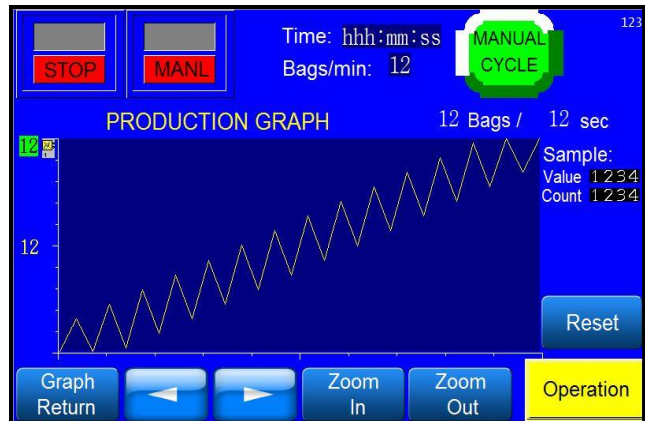 Time: hhh:mm:ss
MANUAL
CYCLE
123
STOP
MANL
Bags/min: 12
PRODUCTION GRAPH
12 Bags / 12 sec
12
Sample:
Value 1234
Count 1234
12
Reset
Graph
Return
Zoom
In
Zoom
Out
Operation